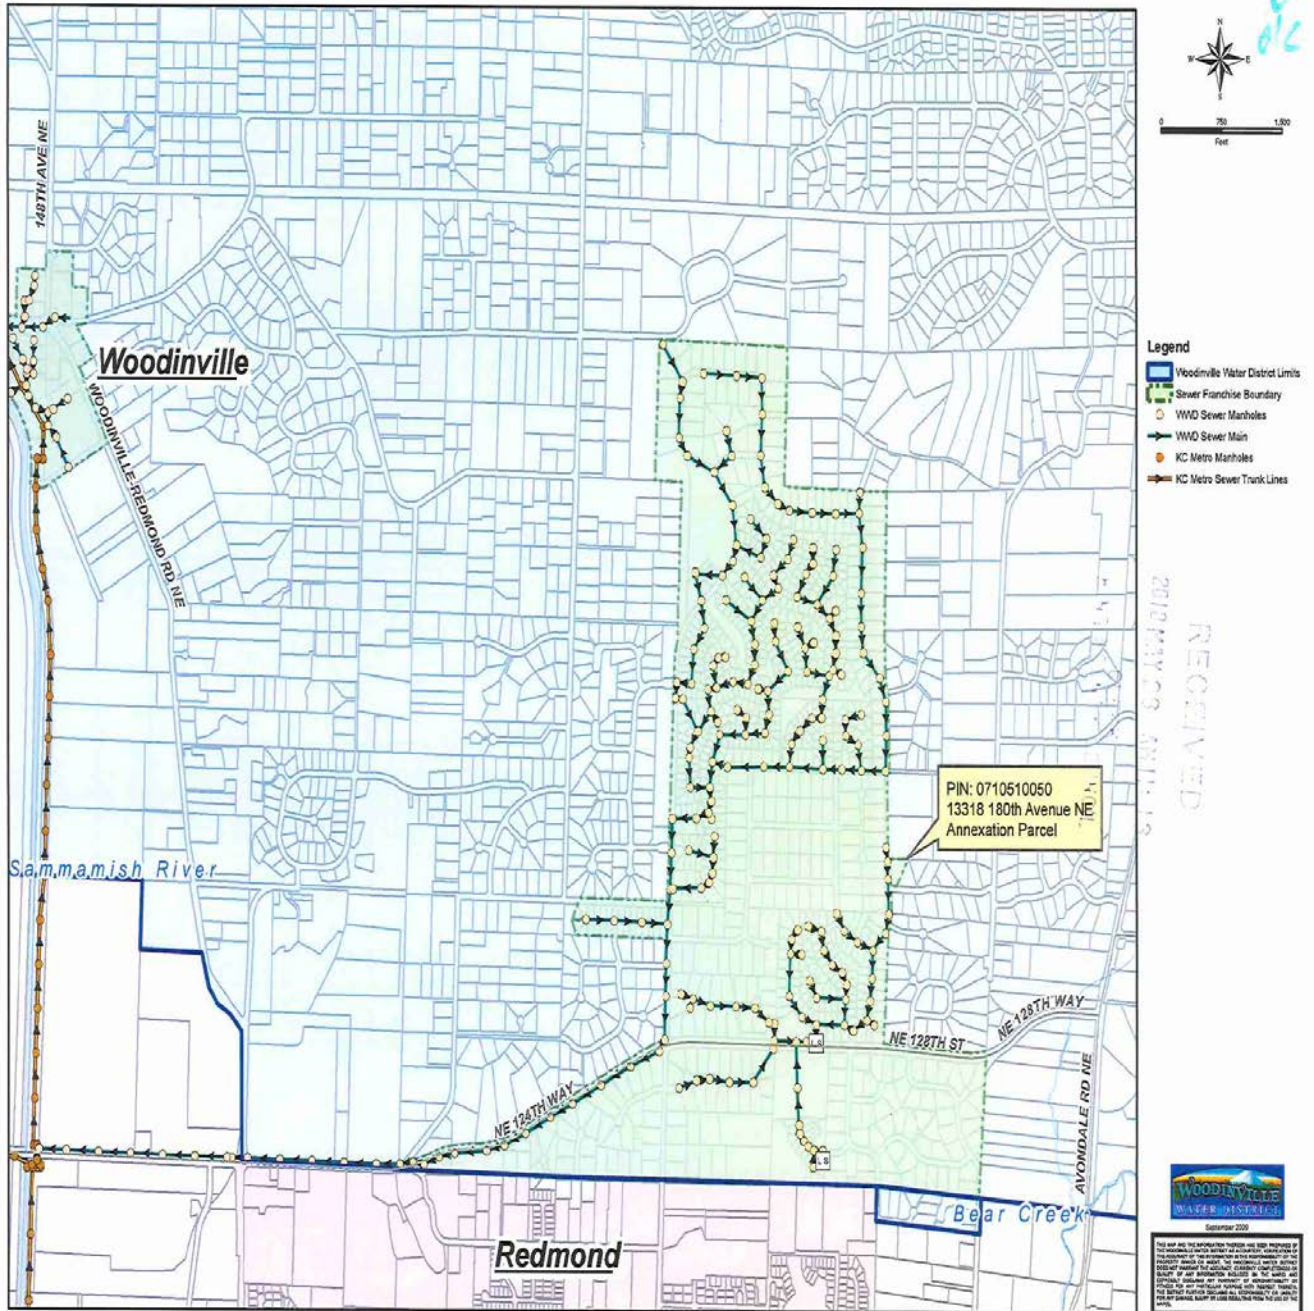 N
W
E
S
0 750 1,500
Feet
148TH AVE NE
Woodinville
WOODINVILLE-REDMOND RD NE
Legend
Woodinville Water District Limits
Sewer Franchise Boundary
WWD Sewer Manholes
WWD Sewer Main
KC Metro Manholes
KC Metro Sewer Trunk Lines
RECEIVED
PIN: 0710510050
13318 180th Avenue NE
Annexation Parcel
Sammamish River
NE 128TH WAY
NE 128TH ST
LS
NE 124TH WAY
AVONDALE RD NE
LS
Bear Creek
Redmond
WOODINVILLE
WATER DISTRICT
September 2009